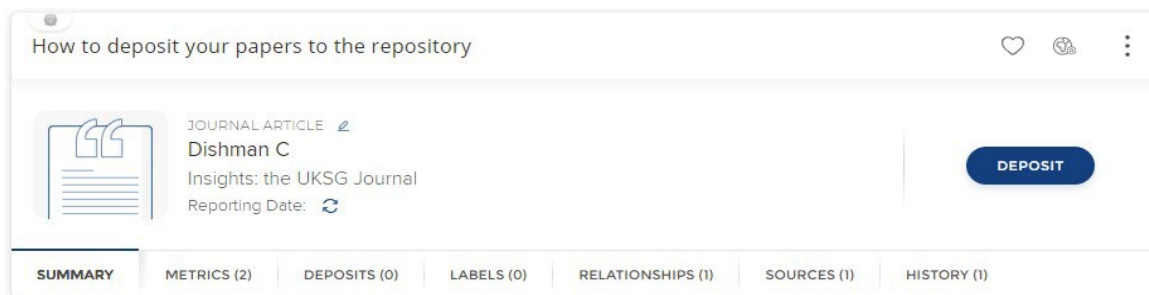 How to deposit your papers to the repository
JOURNAL ARTICLE
Dishman C
Insights: the UKSG Journal
Reporting Date:
DEPOSIT
SUMMARY METRICS (2) DEPOSITS (0) LABELS (0) RELATIONSHIPS (1) SOURCES (1) HISTORY (1)